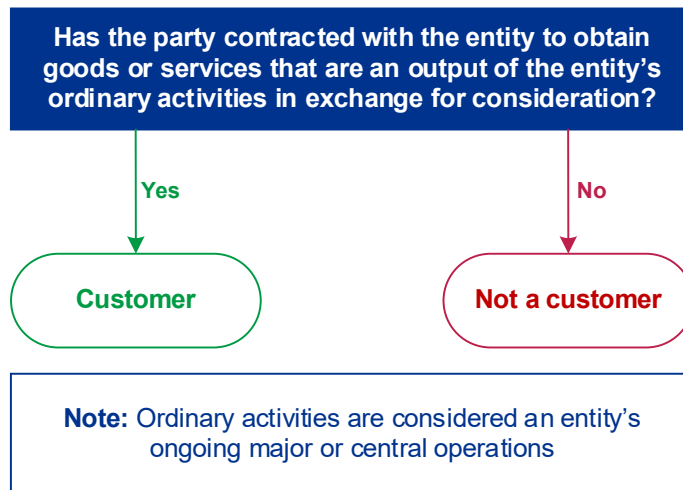 Has the party contracted with the entity to obtain
goods or services that are an output of the entity's
ordinary activities in exchange for consideration?
Yes
No
Customer
Not a customer
Note: Ordinary activities are considered an entity's
ongoing major or central operations